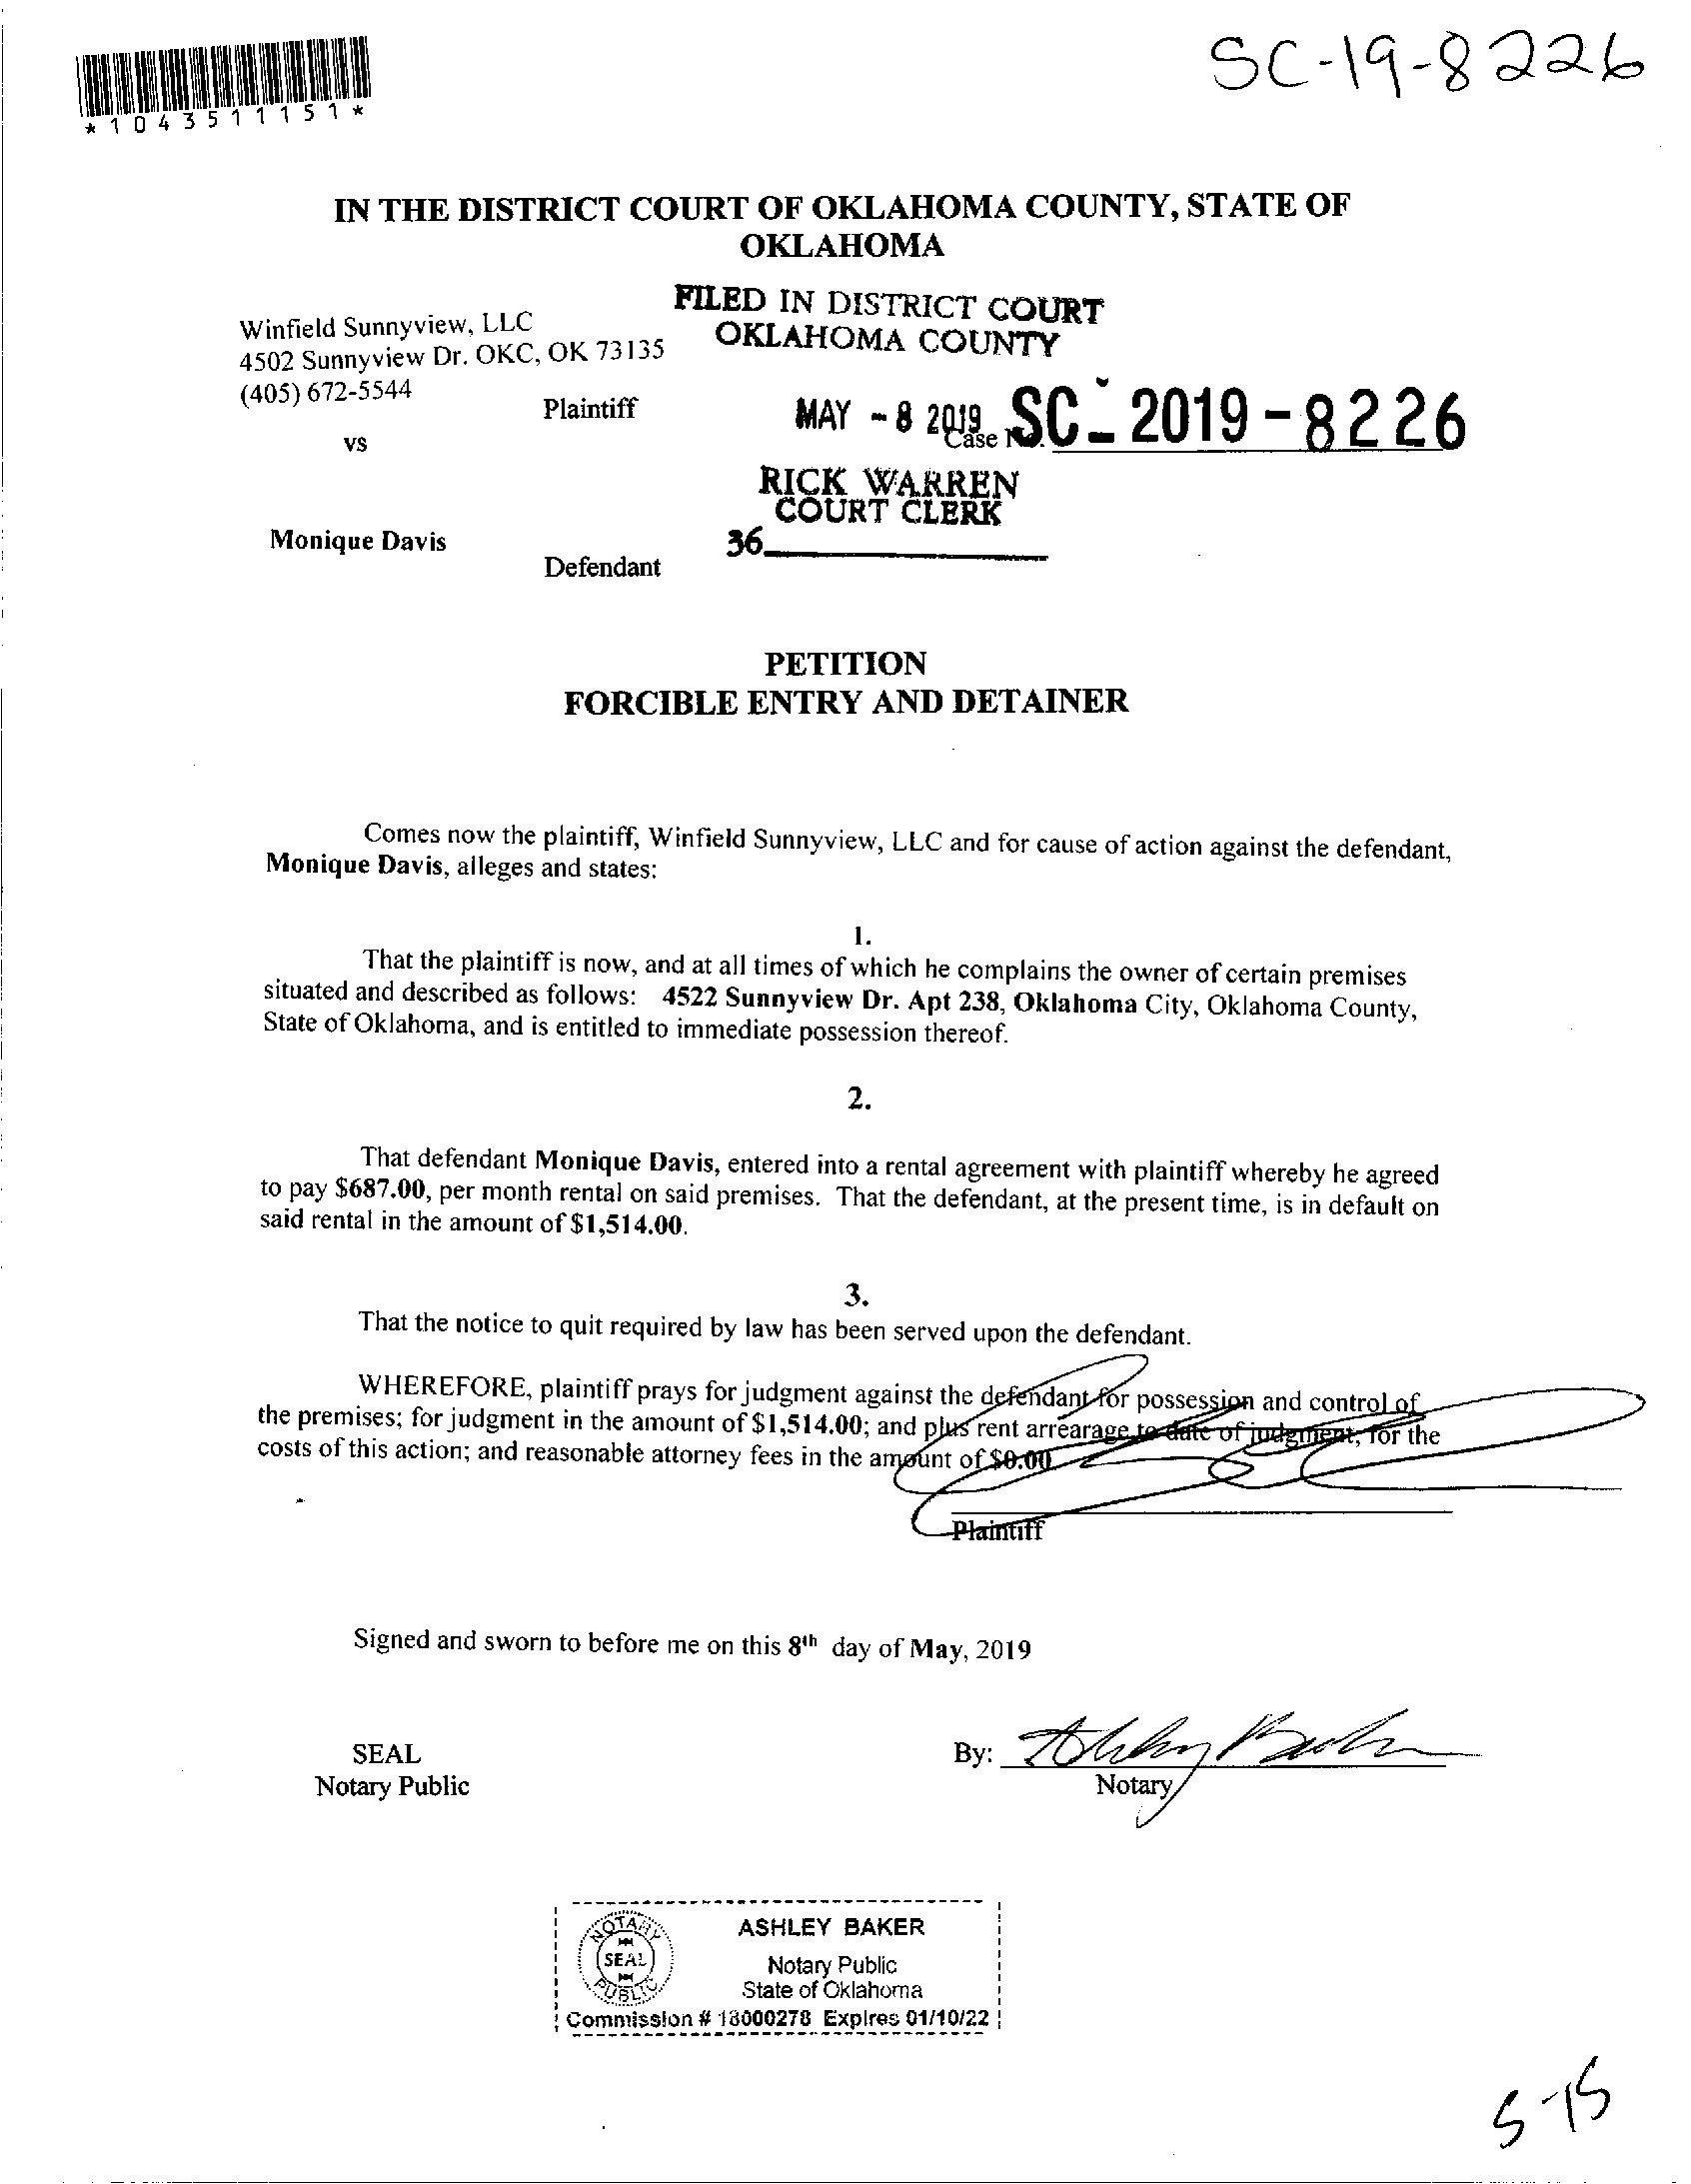 SC-19-8226
*1043511151*
IN THE DISTRICT COURT OF OKLAHOMA COUNTY, STATE OF
OKLAHOMA
FILED IN DISTRICT COURT
OKLAHOMA COUNTY
Winfield Sunnyview, LLC
4502 Sunnyview Dr. OKC, OK 73135
(405) 672-5544
Plaintiff
MAY - 8 2019
Case No. SC - 2019 - 8226
vs
RICK WARREN
COURT CLERK
36
Monique Davis
Defendant
PETITION
FORCIBLE ENTRY AND DETAINER
Comes now the plaintiff, Winfield Sunnyview, LLC and for cause of action against the defendant,
Monique Davis, alleges and states:
1.
That the plaintiff is now, and at all times of which he complains the owner of certain premises
situated and described as follows: 4522 Sunnyview Dr. Apt 238, Oklahoma City, Oklahoma County,
State of Oklahoma, and is entitled to immediate possession thereof.
2.
That defendant Monique Davis, entered into a rental agreement with plaintiff whereby he agreed
to pay $687.00, per month rental on said premises. That the defendant, at the present time, is in default on
said rental in the amount of $1,514.00.
3.
That the notice to quit required by law has been served upon the defendant.
WHEREFORE, plaintiff prays for judgment against the defendant for possession and control of
the premises; for judgment in the amount of $1,514.00; and plus rent arrearage to date of judgment, for the
costs of this action; and reasonable attorney fees in the amount of $0.00
Plaintiff
Signed and sworn to before me on this 8th day of May, 2019
SEAL
Notary Public
By: Ashley Baker
Notary
NOTARY
SEAL
PUBLIC
ASHLEY BAKER
Notary Public
State of Oklahoma
Commission # 18000278 Expires 01/10/22
5-15